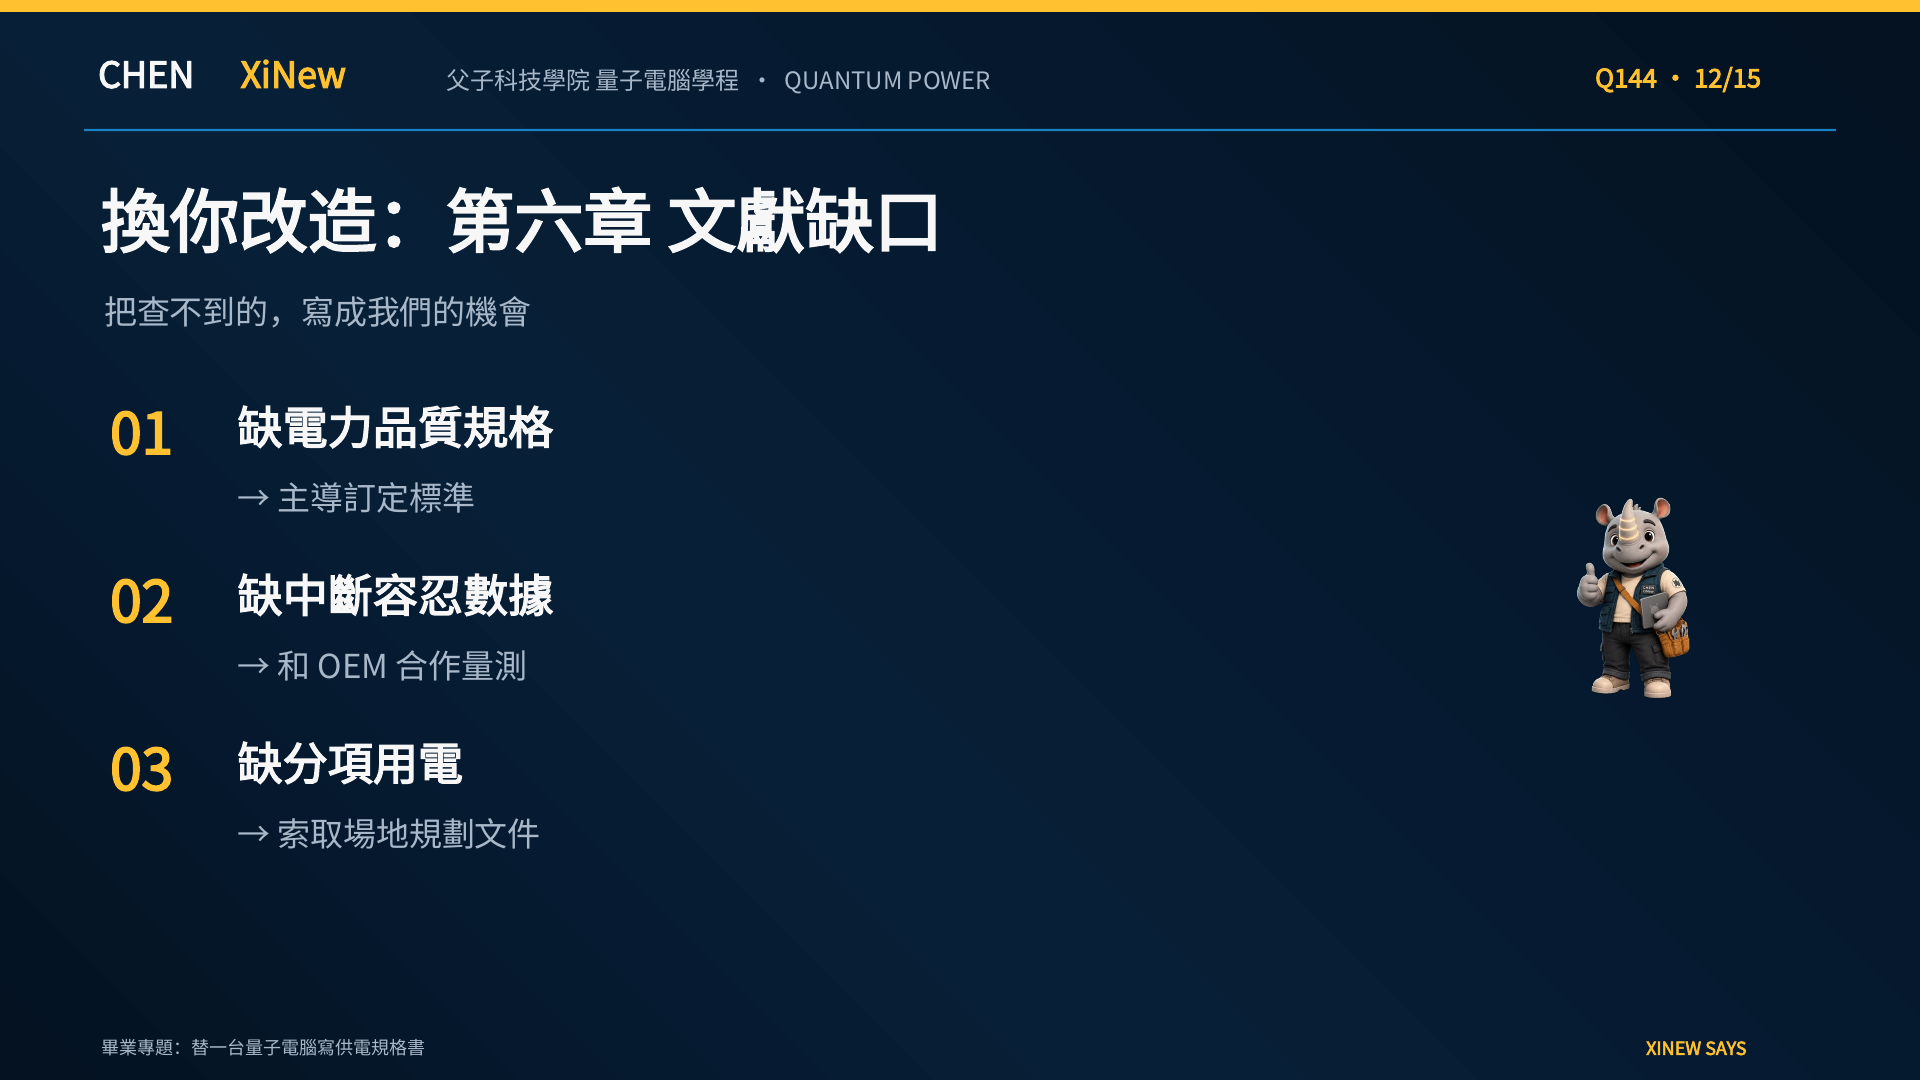 CHEN XiNew 父子科技學院 量子電腦學程 · QUANTUM POWER Q144 · 12/15
換你改造：第六章 文獻缺口
把查不到的，寫成我們的機會
01 缺電力品質規格
→ 主導訂定標準
02 缺中斷容忍數據
→ 和 OEM 合作量測
03 缺分項用電
→ 索取場地規劃文件
畢業專題：替一台量子電腦寫供電規格書 XINEW SAYS